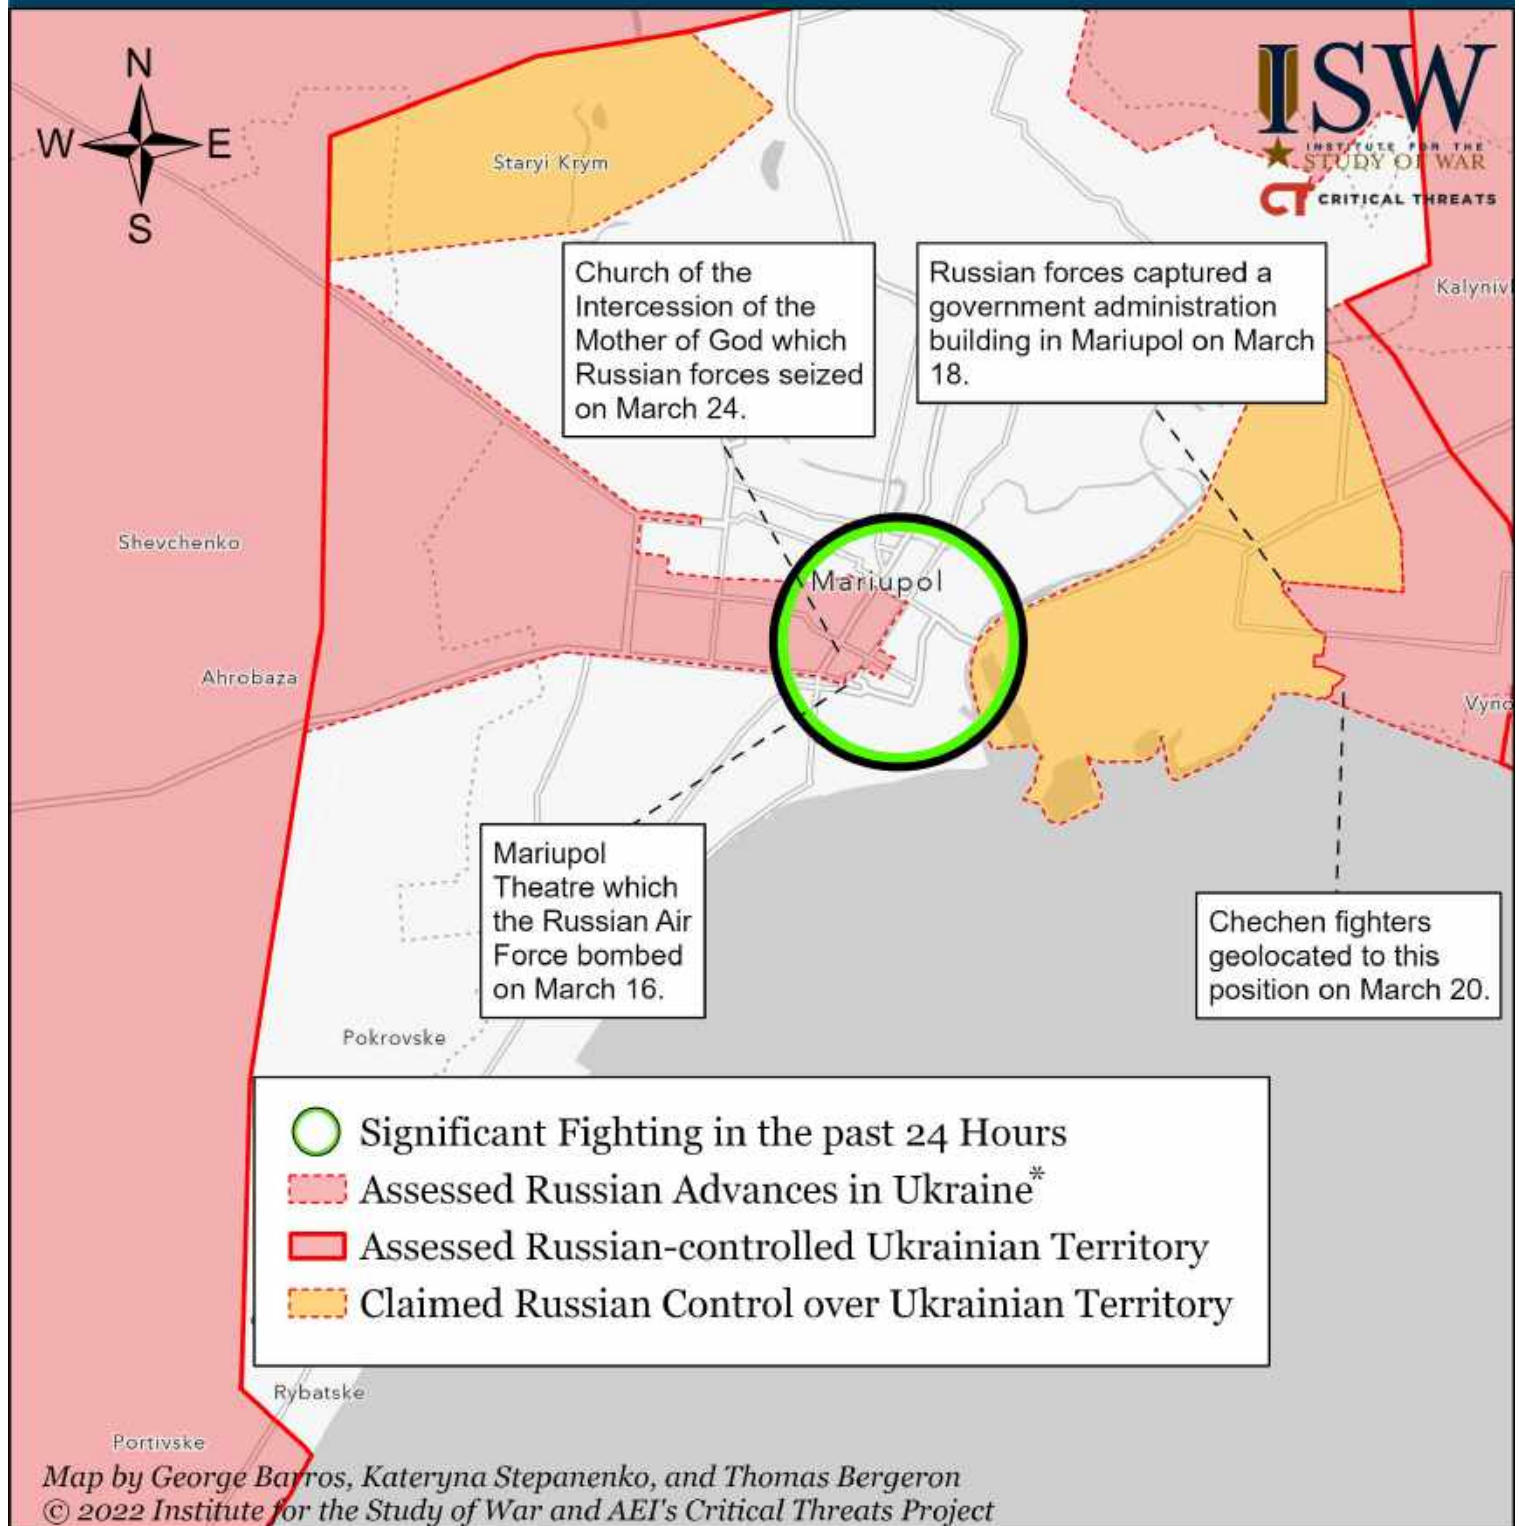 N
W E
S
ISW
INSTITUTE FOR THE
STUDY OF WAR
CT CRITICAL THREATS
Staryi Krym
Church of the
Intercession of the
Mother of God which
Russian forces seized
on March 24.
Russian forces captured a
government administration
building in Mariupol on March
18.
Shevchenko
Mariupol
Ahrobaza
Mariupol
Theatre which
the Russian Air
Force bombed
on March 16.
Chechen fighters
geolocated to this
position on March 20.
Pokrovske
Significant Fighting in the past 24 Hours
Assessed Russian Advances in Ukraine*
Assessed Russian-controlled Ukrainian Territory
Claimed Russian Control over Ukrainian Territory
Rybatske
Portivske
Map by George Barros, Kateryna Stepanenko, and Thomas Bergeron
© 2022 Institute for the Study of War and AEI's Critical Threats Project